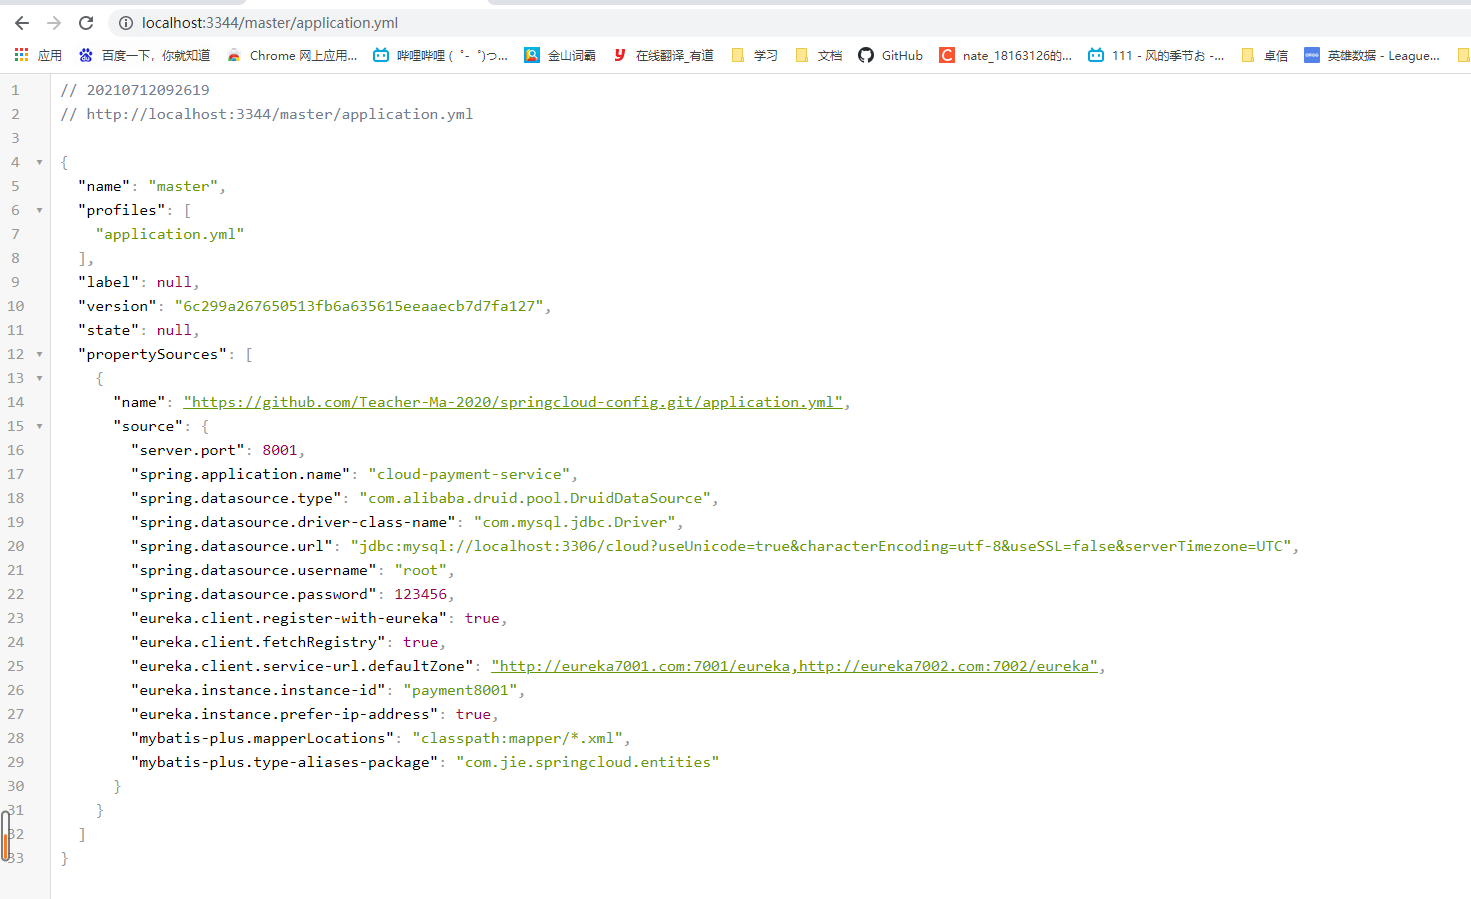 localhost:3344/master/application.yml
应用 百度一下，你就知道 Chrome 网上应用... 哔哩哔哩 ( ゜- ゜)つ... 金山词霸 在线翻译_有道 学习 文档 GitHub nate_18163126的... 111 - 风的季节お -... 卓信 英雄数据 - League...
1 // 20210712092619
2 // http://localhost:3344/master/application.yml
3
4 {
5 "name": "master",
6 "profiles": [
7 "application.yml"
8 ],
9 "label": null,
10 "version": "6c299a267650513fb6a635615eeaaecb7d7fa127",
11 "state": null,
12 "propertySources": [
13 {
14 "name": "https://github.com/Teacher-Ma-2020/springcloud-config.git/application.yml",
15 "source": {
16 "server.port": 8001,
17 "spring.application.name": "cloud-payment-service",
18 "spring.datasource.type": "com.alibaba.druid.pool.DruidDataSource",
19 "spring.datasource.driver-class-name": "com.mysql.jdbc.Driver",
20 "spring.datasource.url": "jdbc:mysql://localhost:3306/cloud?useUnicode=true&characterEncoding=utf-8&useSSL=false&serverTimezone=UTC",
21 "spring.datasource.username": "root",
22 "spring.datasource.password": 123456,
23 "eureka.client.register-with-eureka": true,
24 "eureka.client.fetchRegistry": true,
25 "eureka.client.service-url.defaultZone": "http://eureka7001.com:7001/eureka,http://eureka7002.com:7002/eureka",
26 "eureka.instance.instance-id": "payment8001",
27 "eureka.instance.prefer-ip-address": true,
28 "mybatis-plus.mapperLocations": "classpath:mapper/*.xml",
29 "mybatis-plus.type-aliases-package": "com.jie.springcloud.entities"
30 }
31 }
32 ]
33 }